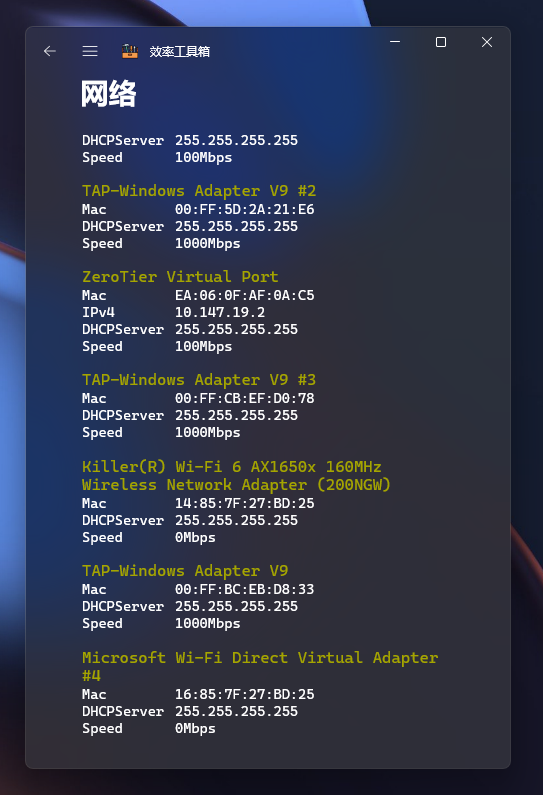 效率工具箱
网络
DHCPServer 255.255.255.255
Speed 100Mbps
TAP-Windows Adapter V9 #2
Mac 00:FF:5D:2A:21:E6
DHCPServer 255.255.255.255
Speed 1000Mbps
ZeroTier Virtual Port
Mac EA:06:0F:AF:0A:C5
IPv4 10.147.19.2
DHCPServer 255.255.255.255
Speed 100Mbps
TAP-Windows Adapter V9 #3
Mac 00:FF:CB:EF:D0:78
DHCPServer 255.255.255.255
Speed 1000Mbps
Killer(R) Wi-Fi 6 AX1650x 160MHz
Wireless Network Adapter (200NGW)
Mac 14:85:7F:27:BD:25
DHCPServer 255.255.255.255
Speed 0Mbps
TAP-Windows Adapter V9
Mac 00:FF:BC:EB:D8:33
DHCPServer 255.255.255.255
Speed 1000Mbps
Microsoft Wi-Fi Direct Virtual Adapter
#4
Mac 16:85:7F:27:BD:25
DHCPServer 255.255.255.255
Speed 0Mbps